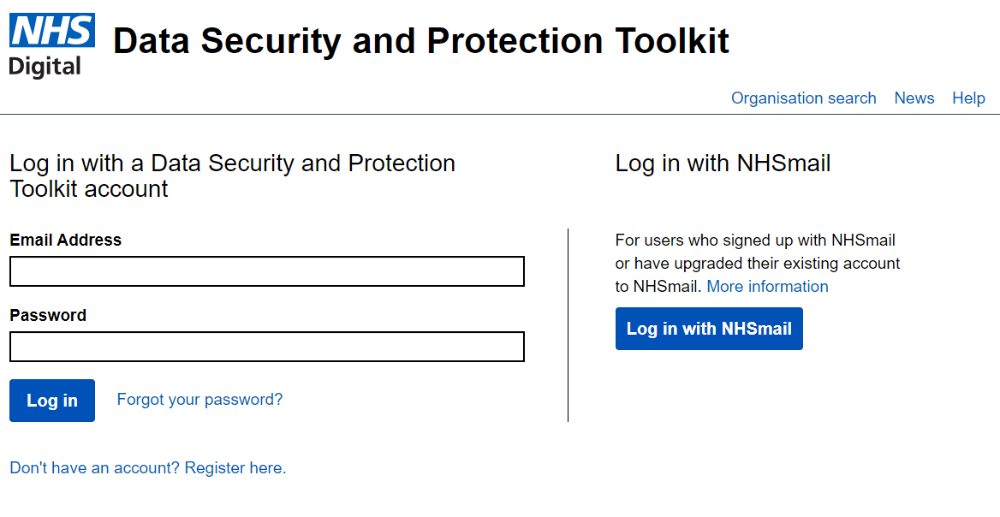 NHS
Digital
Data Security and Protection Toolkit
Organisation search News Help
Log in with a Data Security and Protection
Toolkit account
Email Address
Password
Log in
Forgot your password?
Don't have an account? Register here.
Log in with NHSmail
For users who signed up with NHSmail
or have upgraded their existing account
to NHSmail. More information
Log in with NHSmail